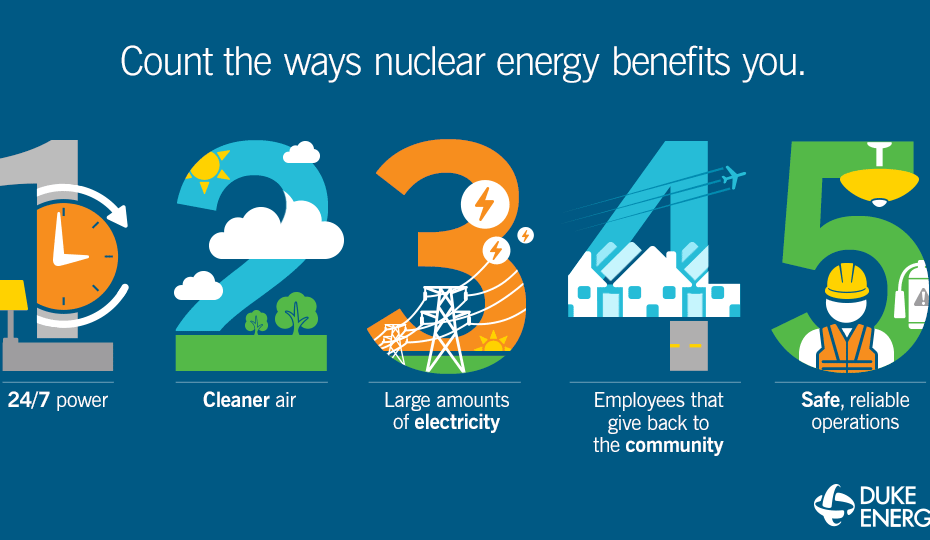 Count the ways nuclear energy benefits you.
1
2
3
4
5
24/7 power
Cleaner air
Large amounts
of electricity
Employees that
give back to
the community
Safe, reliable
operations
DUKE
ENERG